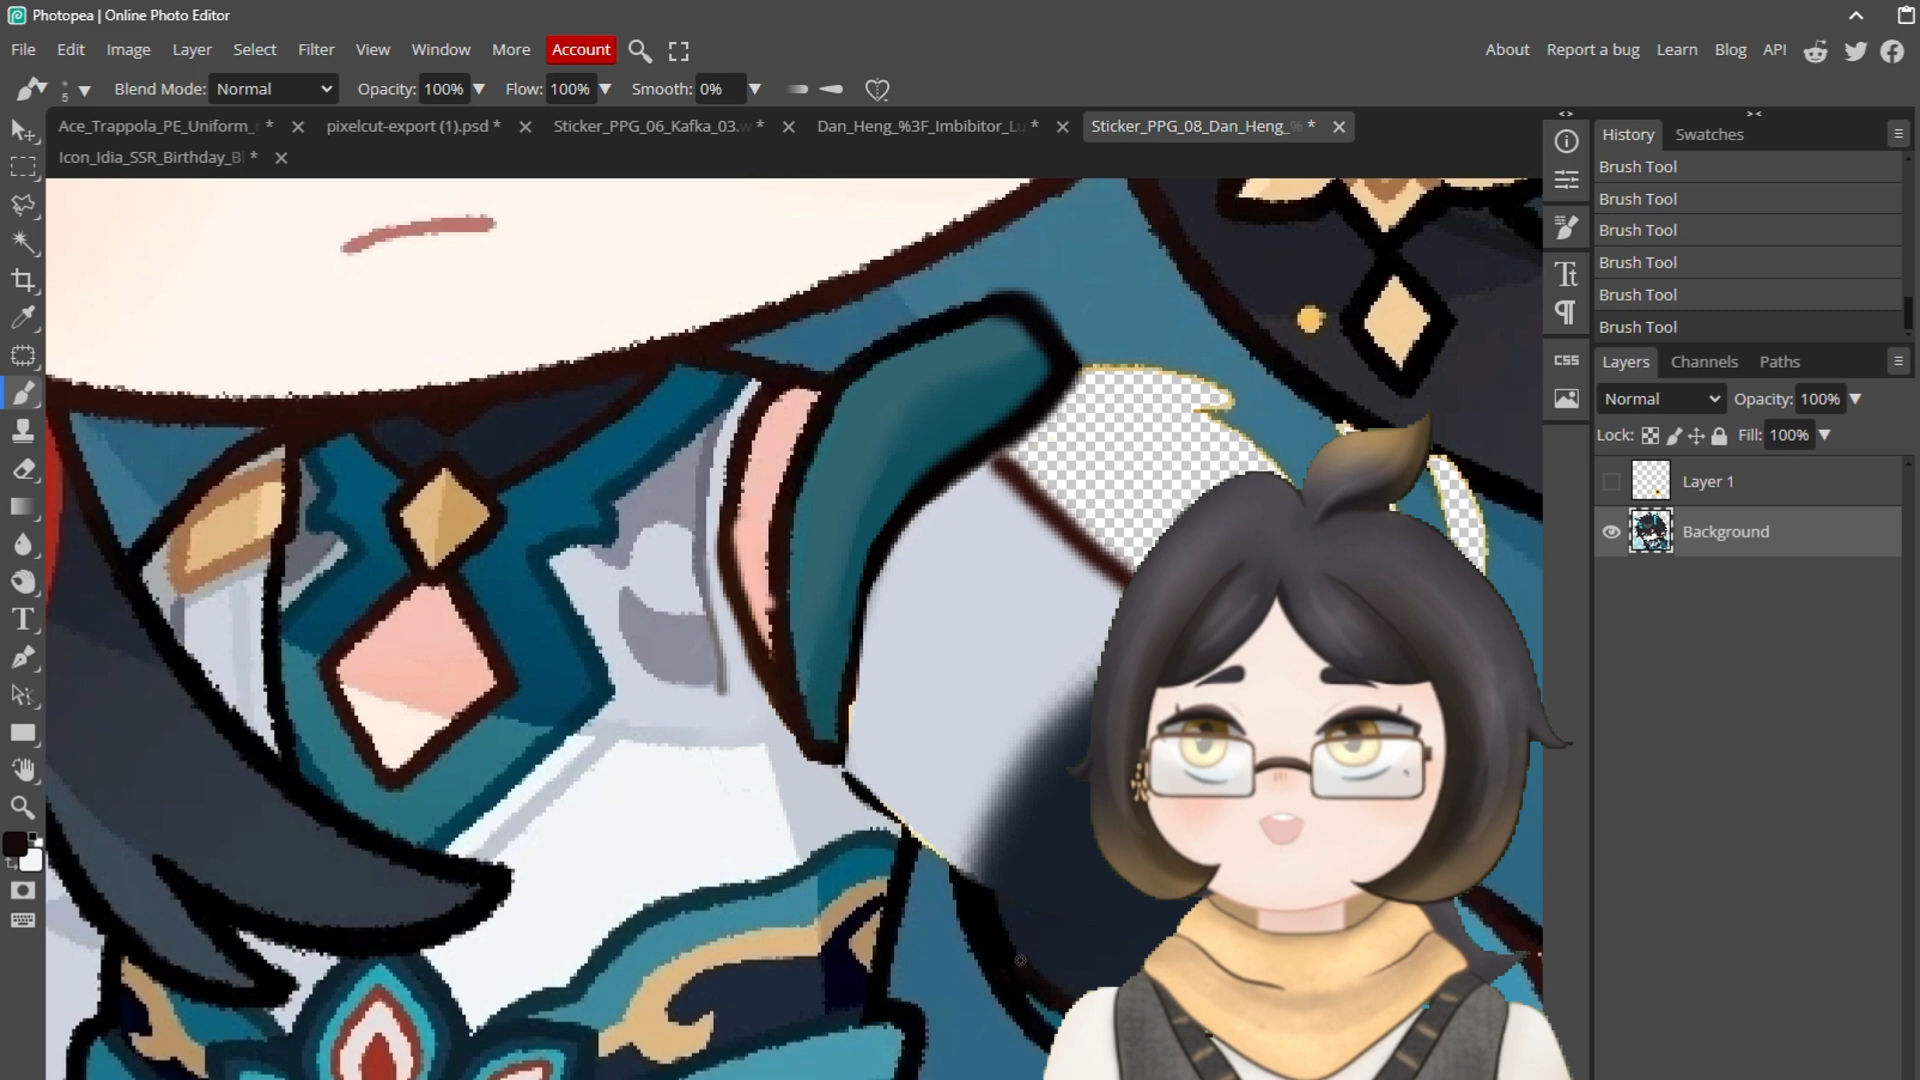 Photopea | Online Photo Editor
File Edit Image Layer Select Filter View Window More Account About Report a bug Learn Blog API
5 Blend Mode: Normal Opacity: 100% Flow: 100% Smooth: 0%
Ace_Trappola_PE_Uniform_ * pixelcut-export (1).psd * Sticker_PPG_06_Kafka_03. * Dan_Heng_%3F_Imbibitor_L * Sticker_PPG_08_Dan_Heng_% *
Icon_Idia_SSR_Birthday_B *
History Swatches
Brush Tool
Brush Tool
Brush Tool
Brush Tool
Brush Tool
Brush Tool
CSS
Layers Channels Paths
Normal Opacity: 100%
Lock: Fill: 100%
Layer 1
Background